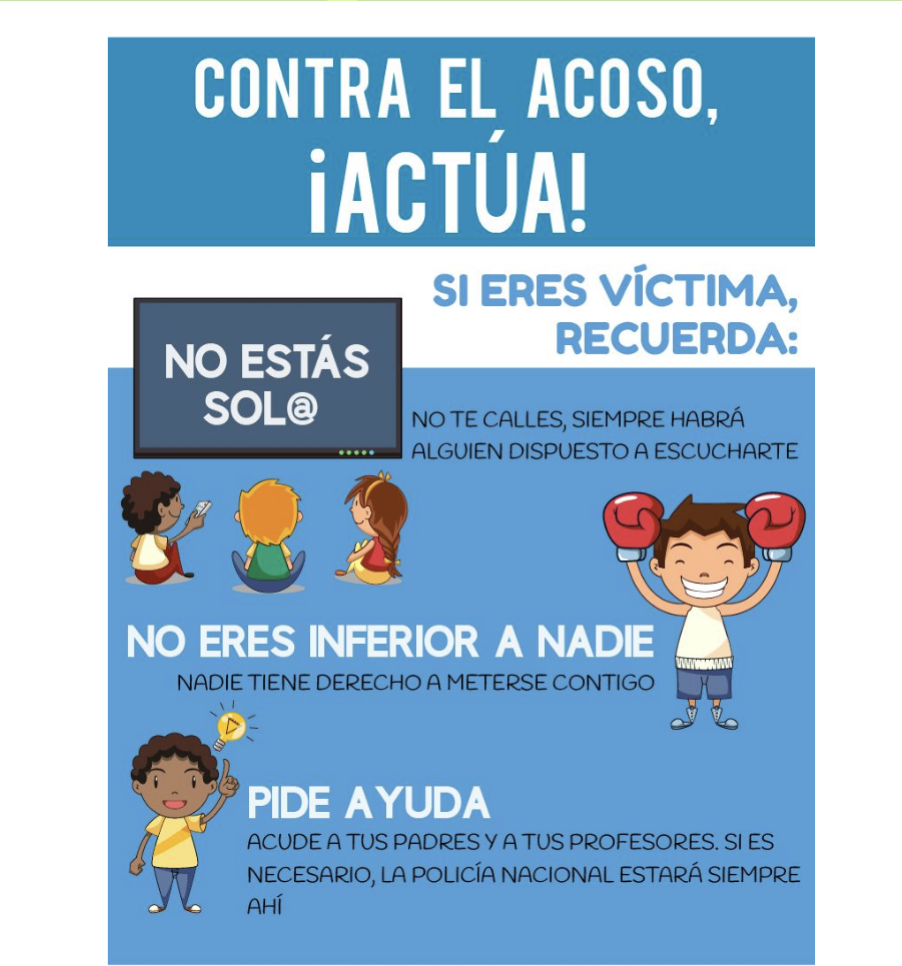 CONTRA EL ACOSO,
¡ACTÚA!
SI ERES VÍCTIMA,
RECUERDA:
NO ESTÁS
SOL@
NO TE CALLES, SIEMPRE HABRÁ
ALGUIEN DISPUESTO A ESCUCHARTE
NO ERES INFERIOR A NADIE
NADIE TIENE DERECHO A METERSE CONTIGO
PIDE AYUDA
ACUDE A TUS PADRES Y A TUS PROFESORES. SI ES
NECESARIO, LA POLICÍA NACIONAL ESTARÁ SIEMPRE
AHÍ